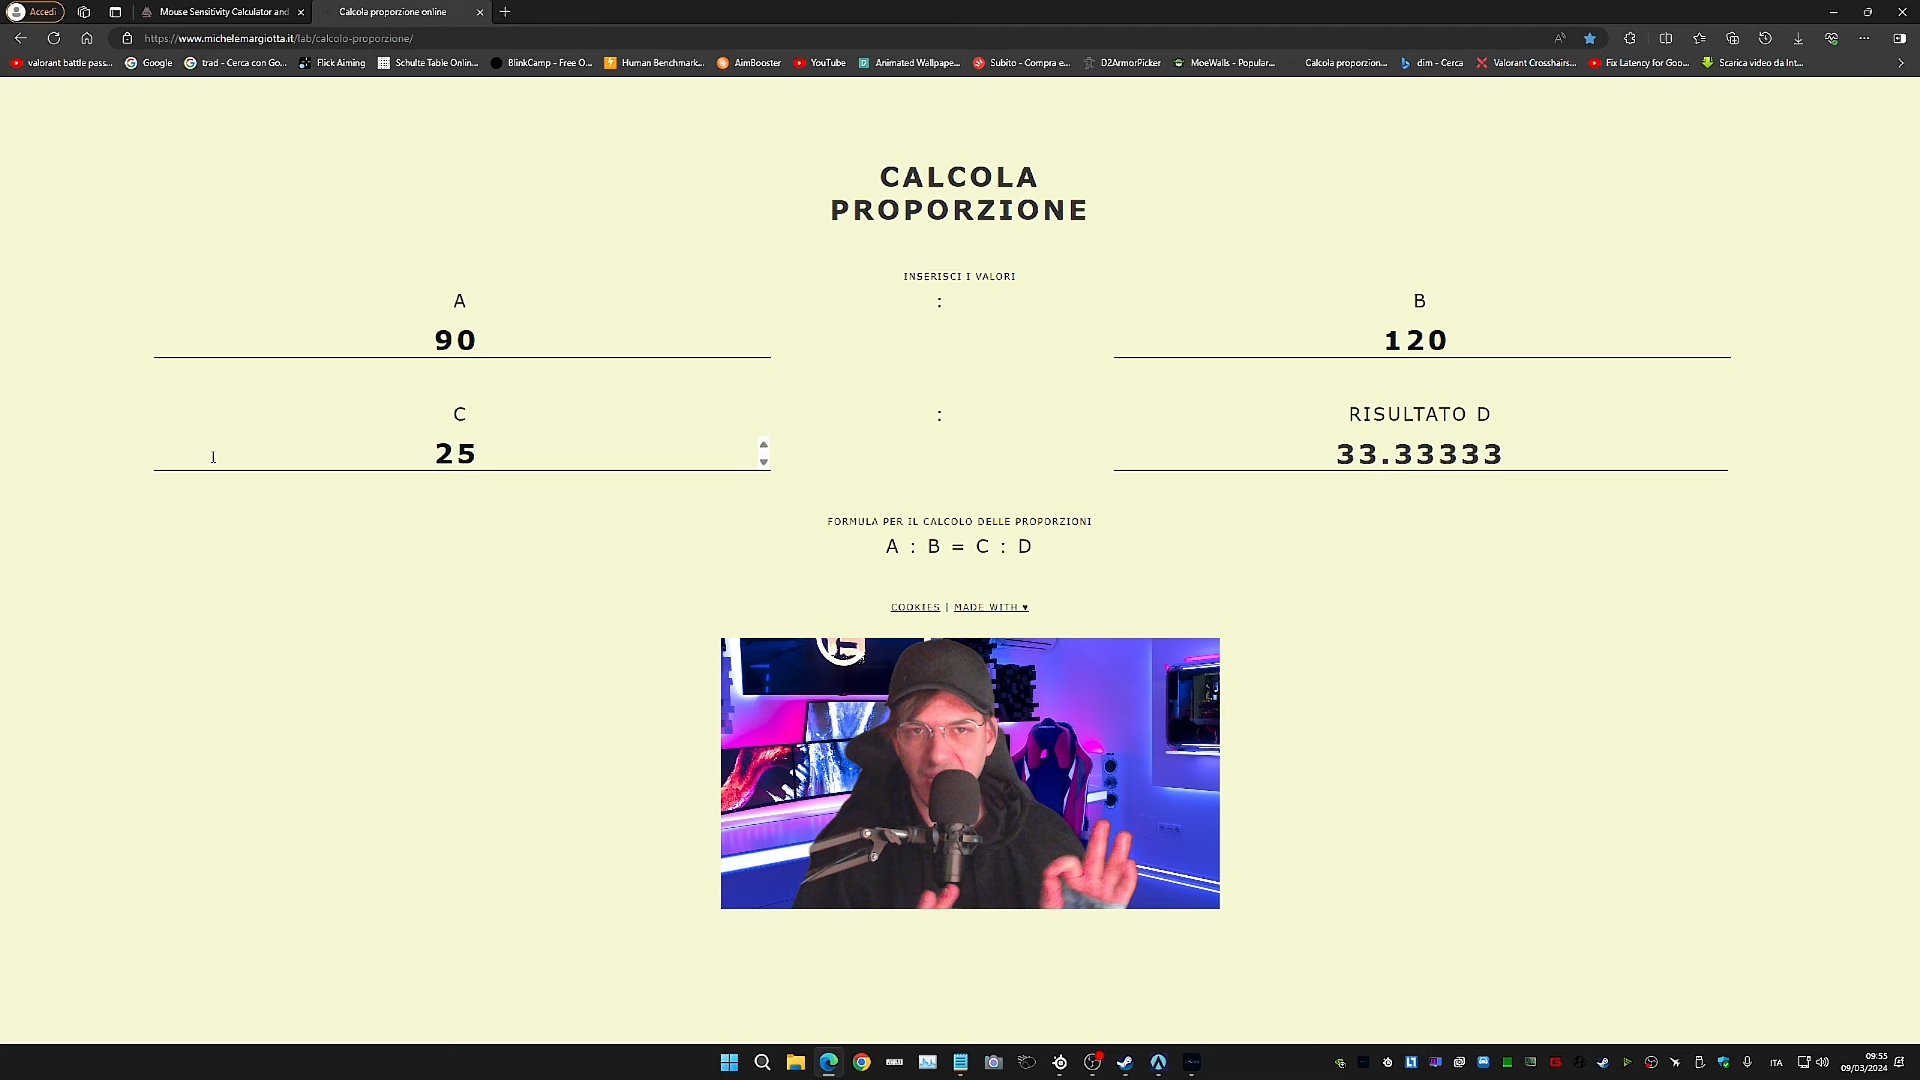 Accedi
Mouse Sensitivity Calculator and
Calcola proporzione online
https://www.michelemargiotta.it/lab/calcolo-proporzione/
valorant battle pass...
Google
trad - Cerca con Go...
Flick Aiming
Schulte Table Onlin...
BlinkCamp - Free O...
Human Benchmark...
AimBooster
YouTube
Animated Wallpape...
Subito - Compra e...
D2ArmorPicker
MoeWalls - Popular...
Calcola proporzion...
dim - Cerca
Valorant Crosshairs...
Fix Latency for Goo...
Scarica video da Int...
CALCOLA
PROPORZIONE
INSERISCI I VALORI
A : B
90 120
C : RISULTATO D
25 33.33333
FORMULA PER IL CALCOLO DELLE PROPORZIONI
A : B = C : D
COOKIES | MADE WITH ♥
ITA
09:55
09/03/2024